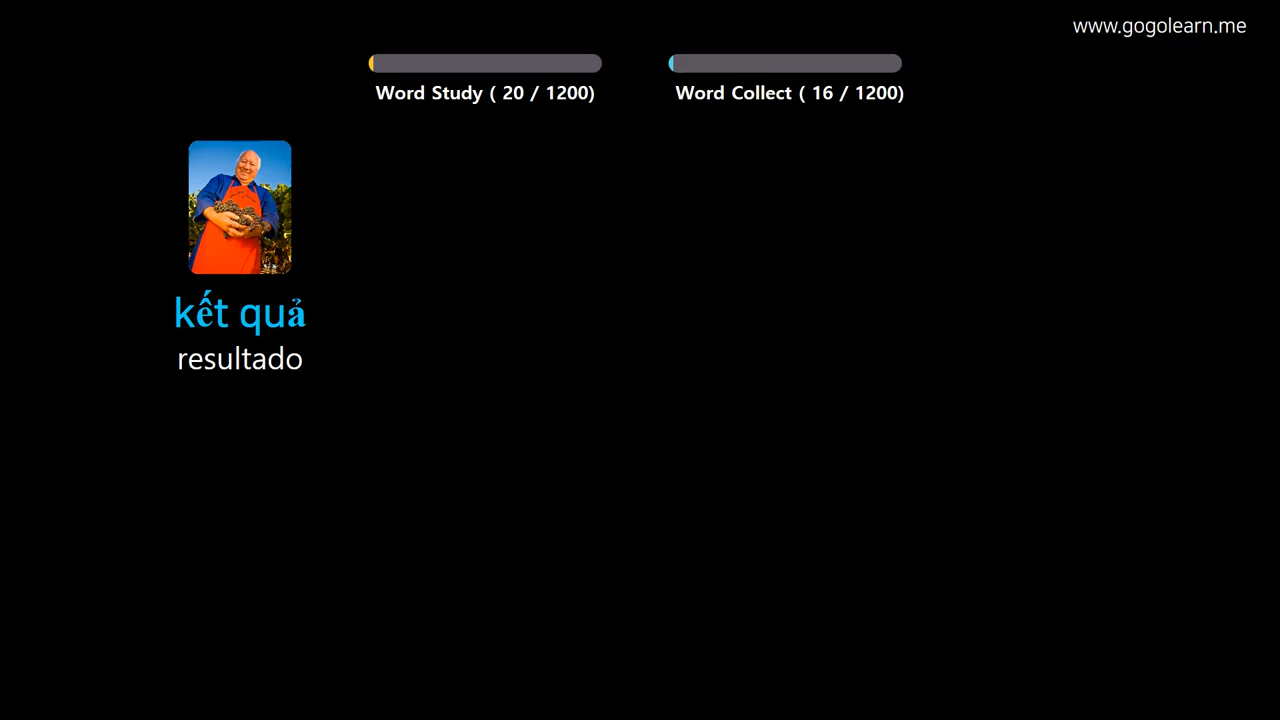 www.gogolearn.me
Word Study ( 20 / 1200)
Word Collect ( 16 / 1200)
kết quả
resultado